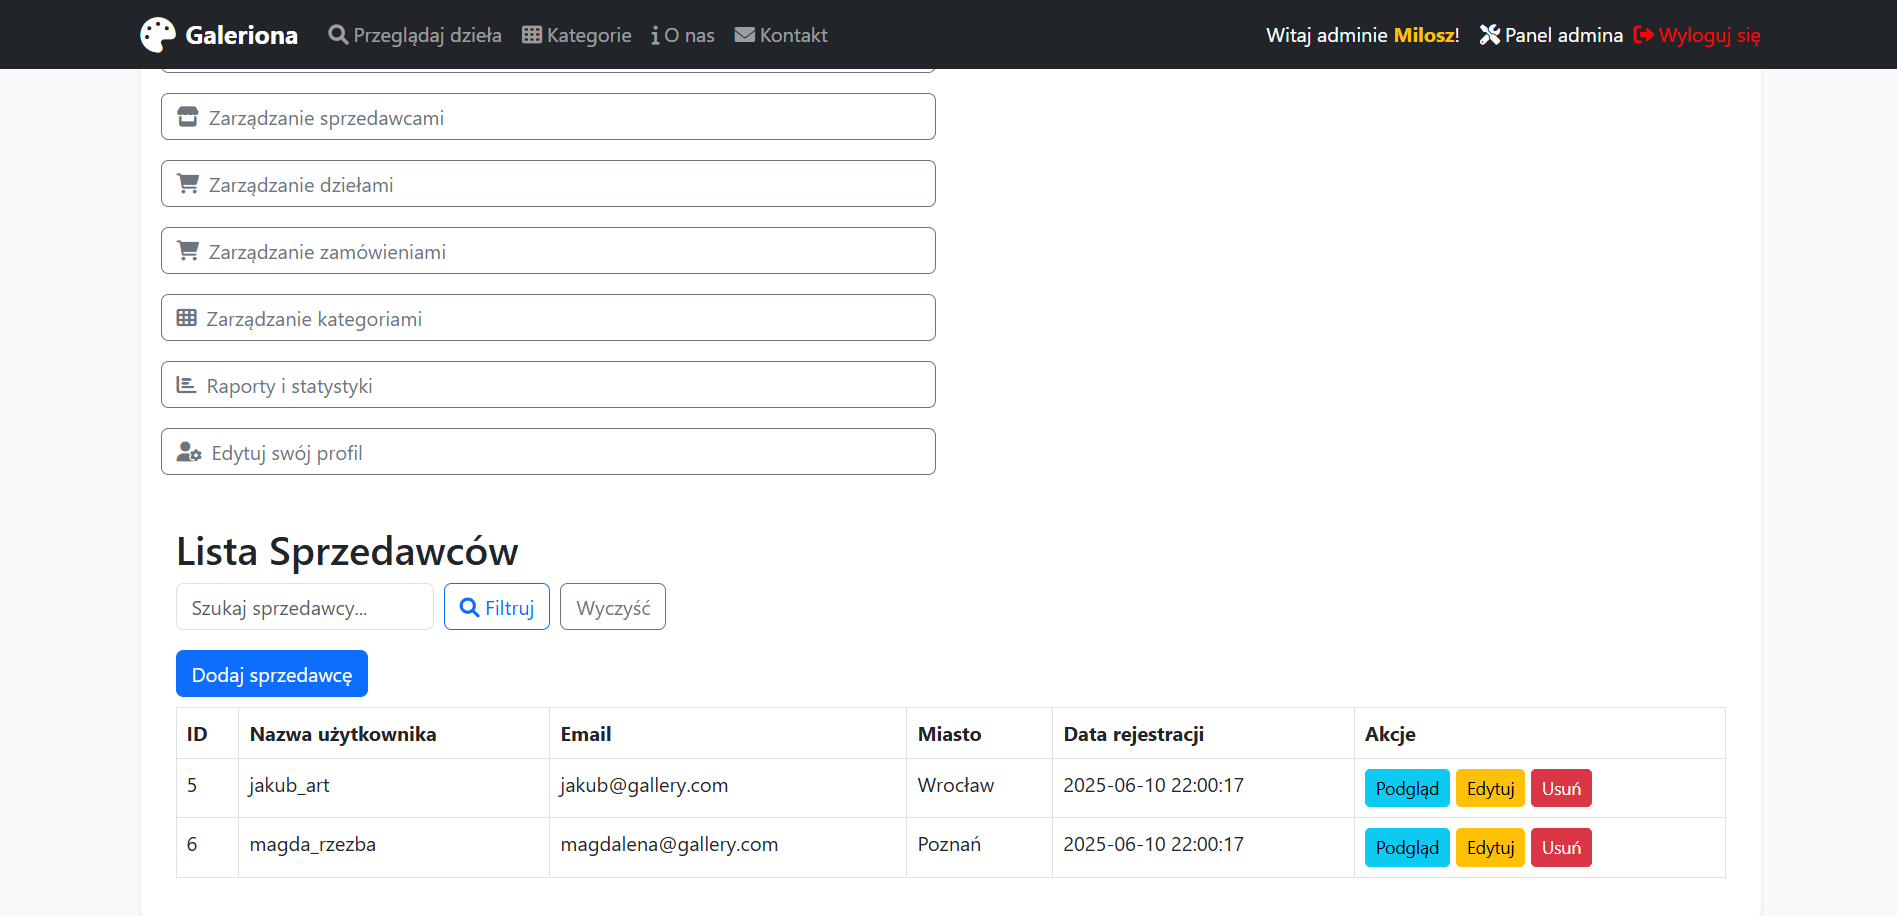 Galeriona Przeglądaj dzieła Kategorie O nas Kontakt Witaj adminie Milosz! Panel admina Wyloguj się
Zarządzanie sprzedawcami
Zarządzanie dziełami
Zarządzanie zamówieniami
Zarządzanie kategoriami
Raporty i statystyki
Edytuj swój profil
Lista Sprzedawców
Szukaj sprzedawcy... Filtruj Wyczyść
Dodaj sprzedawcę
ID Nazwa użytkownika Email Miasto Data rejestracji Akcje
5 jakub_art jakub@gallery.com Wrocław 2025-06-10 22:00:17 Podgląd Edytuj Usuń
6 magda_rzezba magdalena@gallery.com Poznań 2025-06-10 22:00:17 Podgląd Edytuj Usuń